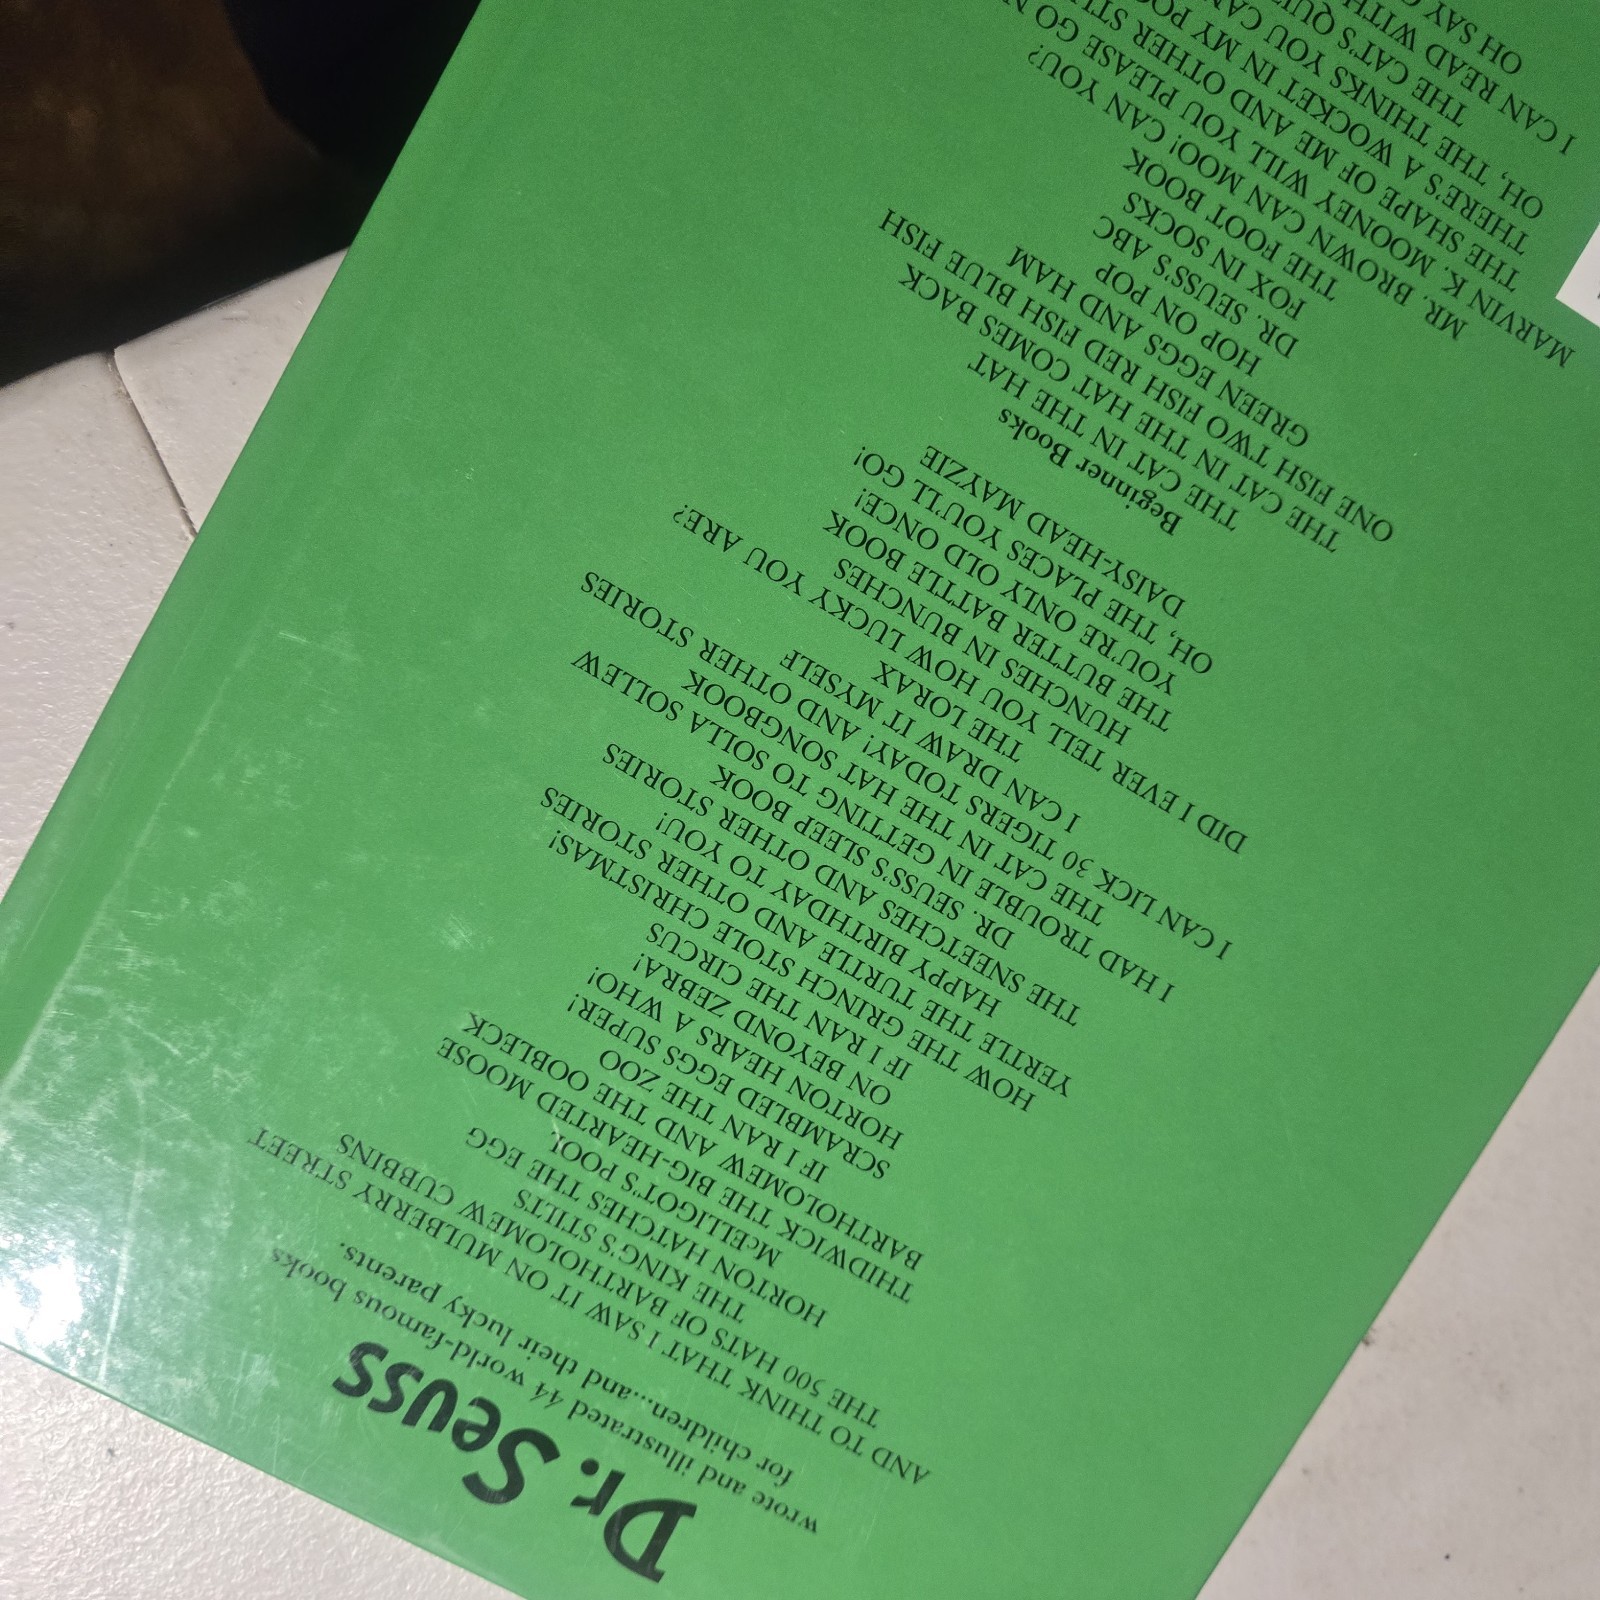 Dr. Seuss
wrote and illustrated 44 world-famous books
for children...and their lucky parents.
AND TO THINK THAT I SAW IT ON MULBERRY STREET
THE 500 HATS OF BARTHOLOMEW CUBBINS
THE KING'S STILTS
HORTON HATCHES THE EGG
McELLIGOT'S POOL
THIDWICK THE BIG-HEARTED MOOSE
BARTHOLOMEW AND THE OOBLECK
IF I RAN THE ZOO
SCRAMBLED EGGS SUPER!
HORTON HEARS A WHO!
ON BEYOND ZEBRA!
IF I RAN THE CIRCUS
HOW THE GRINCH STOLE CHRISTMAS!
YERTLE THE TURTLE AND OTHER STORIES
HAPPY BIRTHDAY TO YOU!
THE SNEETCHES AND OTHER STORIES
DR. SEUSS'S SLEEP BOOK
I HAD TROUBLE IN GETTING TO SOLLA SOLLEW
THE CAT IN THE HAT SONGBOOK
I CAN LICK 30 TIGERS TODAY! AND OTHER STORIES
I CAN DRAW IT MYSELF
THE LORAX
DID I EVER TELL YOU HOW LUCKY YOU ARE?
HUNCHES IN BUNCHES
THE BUTTER BATTLE BOOK
YOU'RE ONLY OLD ONCE!
OH, THE PLACES YOU'LL GO!
DAISY-HEAD MAYZIE
Beginner Books
THE CAT IN THE HAT
THE CAT IN THE HAT COMES BACK
ONE FISH TWO FISH RED FISH BLUE FISH
GREEN EGGS AND HAM
HOP ON POP
DR. SEUSS'S ABC
FOX IN SOCKS
THE FOOT BOOK
MR. BROWN CAN MOO! CAN YOU?
MARVIN K. MOONEY WILL YOU PLEASE GO
THE SHAPE OF ME AND OTHER
THERE'S A WOCKET IN MY
OH, THE THINKS YOU CAN
THE CAT'S
I CAN READ WITH
OH SAY